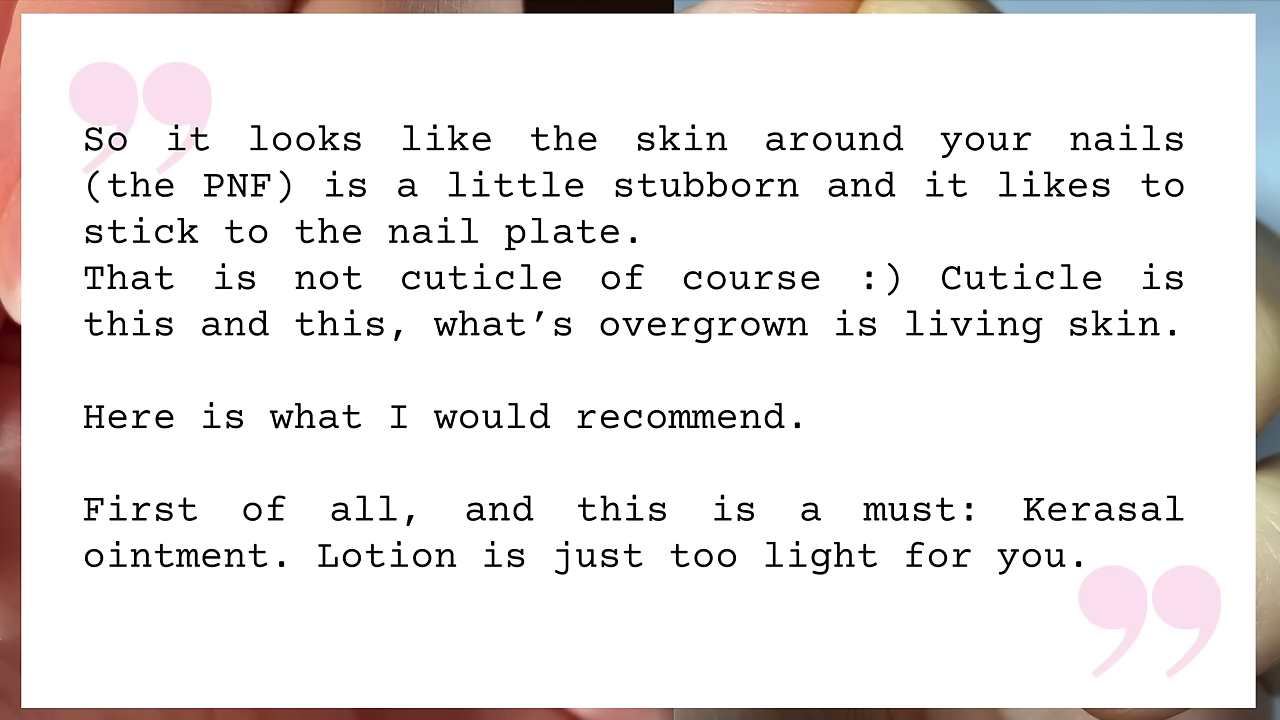 So it looks like the skin around your nails
(the PNF) is a little stubborn and it likes to
stick to the nail plate.
That is not cuticle of course :) Cuticle is
this and this, what’s overgrown is living skin.
Here is what I would recommend.
First of all, and this is a must: Kerasal
ointment. Lotion is just too light for you.